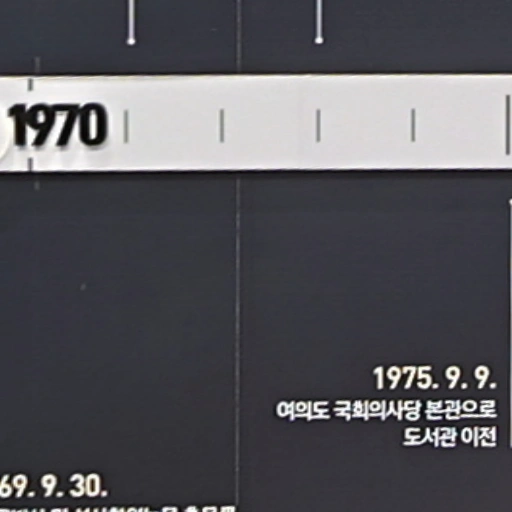 1970
1975. 9. 9.
여의도 국회의사당 본관으로
도서관 이전
69. 9. 30.